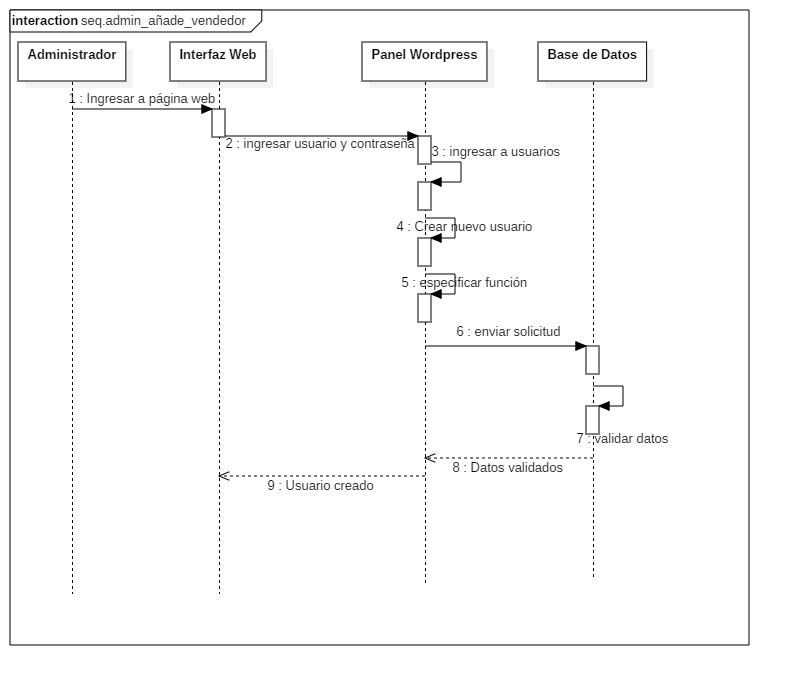 interaction seq.admin_añade_vendedor
Administrador
Interfaz Web
Panel Wordpress
Base de Datos
1 : Ingresar a página web
2 : ingresar usuario y contraseña
3 : ingresar a usuarios
4 : Crear nuevo usuario
5 : especificar función
6 : enviar solicitud
7 : validar datos
8 : Datos validados
9 : Usuario creado